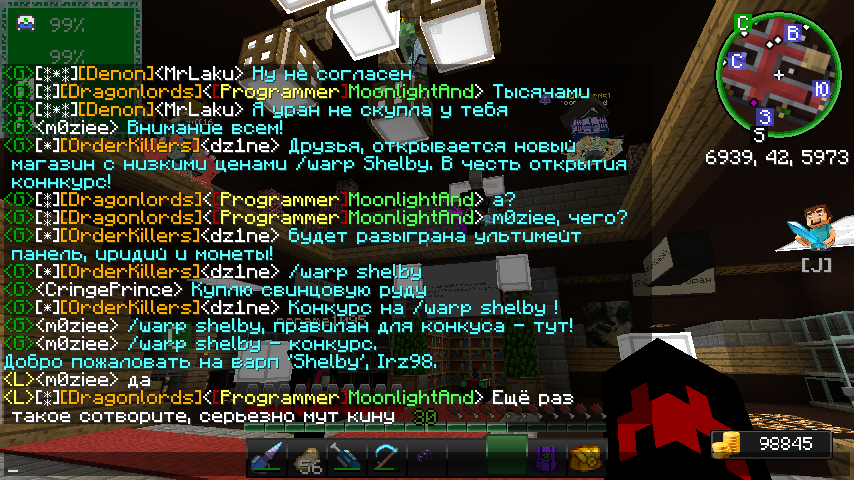 99%
99%
<G>[**][Denon]<MrLaku> Ну не согласен
<G>[*][Dragonlords]<[Programmer]MoonlightAnd> Тысячами
<G>[**][Denon]<MrLaku> Я уран не скупла у тебя
<G><m0ziee> Внимание всем!
<G>[*][OrderKillers]<dz1ne> Друзья, открывается новый
магазин с низкими ценами /warp Shelby. В честь открытия
коннкурс!
<G>[*][Dragonlords]<[Programmer]MoonlightAnd> а?
<G>[*][Dragonlords]<[Programmer]MoonlightAnd> m0ziee, чего?
<G>[*][OrderKillers]<dz1ne> будет разыграна ультимейт
панель, иридий и монеты!
<G>[*][OrderKillers]<dz1ne> /warp shelby
<G><CringePrince> Куплю свинцовую руду
<G>[*][OrderKillers]<dz1ne> Конкурс на /warp shelby !
<G><m0ziee> /warp shelby, правилан для конкуса - тут!
<G><m0ziee> /warp shelby - конкурс.
Добро пожаловать на варп 'Shelby', Irz98.
<L><m0ziee> да
<L>[*][Dragonlords]<[Programmer]MoonlightAnd> Ещё раз
такое сотворите, серьезно мут кину
30
56
_
С
В
С
Ю
З
5
6939, 42, 5973
[J]
98845